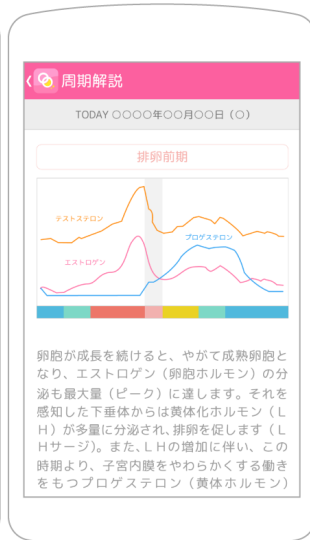 周期解説
TODAY ○○○○年○○月○○日（○）
排卵前期
テストステロン
プロゲステロン
エストロゲン
卵胞が成長を続けると、やがて成熟卵胞と
なり、エストロゲン（卵胞ホルモン）の分
泌も最大量（ピーク）に達します。それを
感知した下垂体からは黄体化ホルモン（Ｌ
Ｈ）が多量に分泌され、排卵を促します（Ｌ
Ｈサージ）。また、ＬＨの増加に伴い、この
時期より、子宮内膜をやわらかくする働き
をもつプロゲステロン（黄体ホルモン）